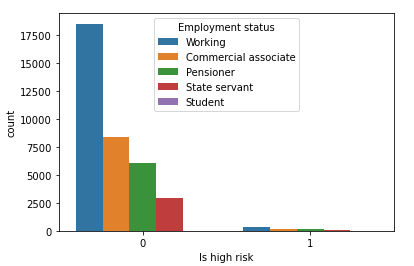 Employment status
Working
Commercial associate
Pensioner
State servant
Student
17500
15000
12500
10000
7500
5000
2500
0
count
0 1
Is high risk